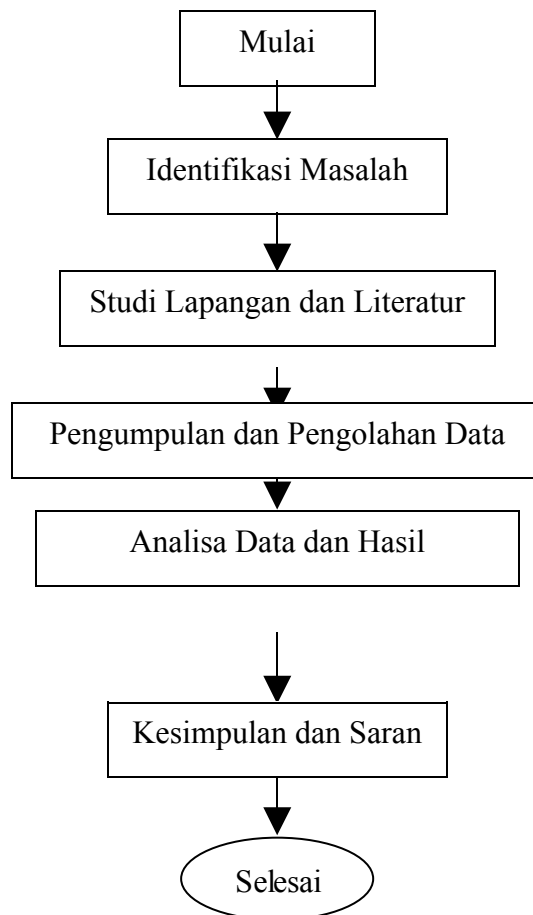 Mulai
Identifikasi Masalah
Studi Lapangan dan Literatur
Pengumpulan dan Pengolahan Data
Analisa Data dan Hasil
Kesimpulan dan Saran
Selesai